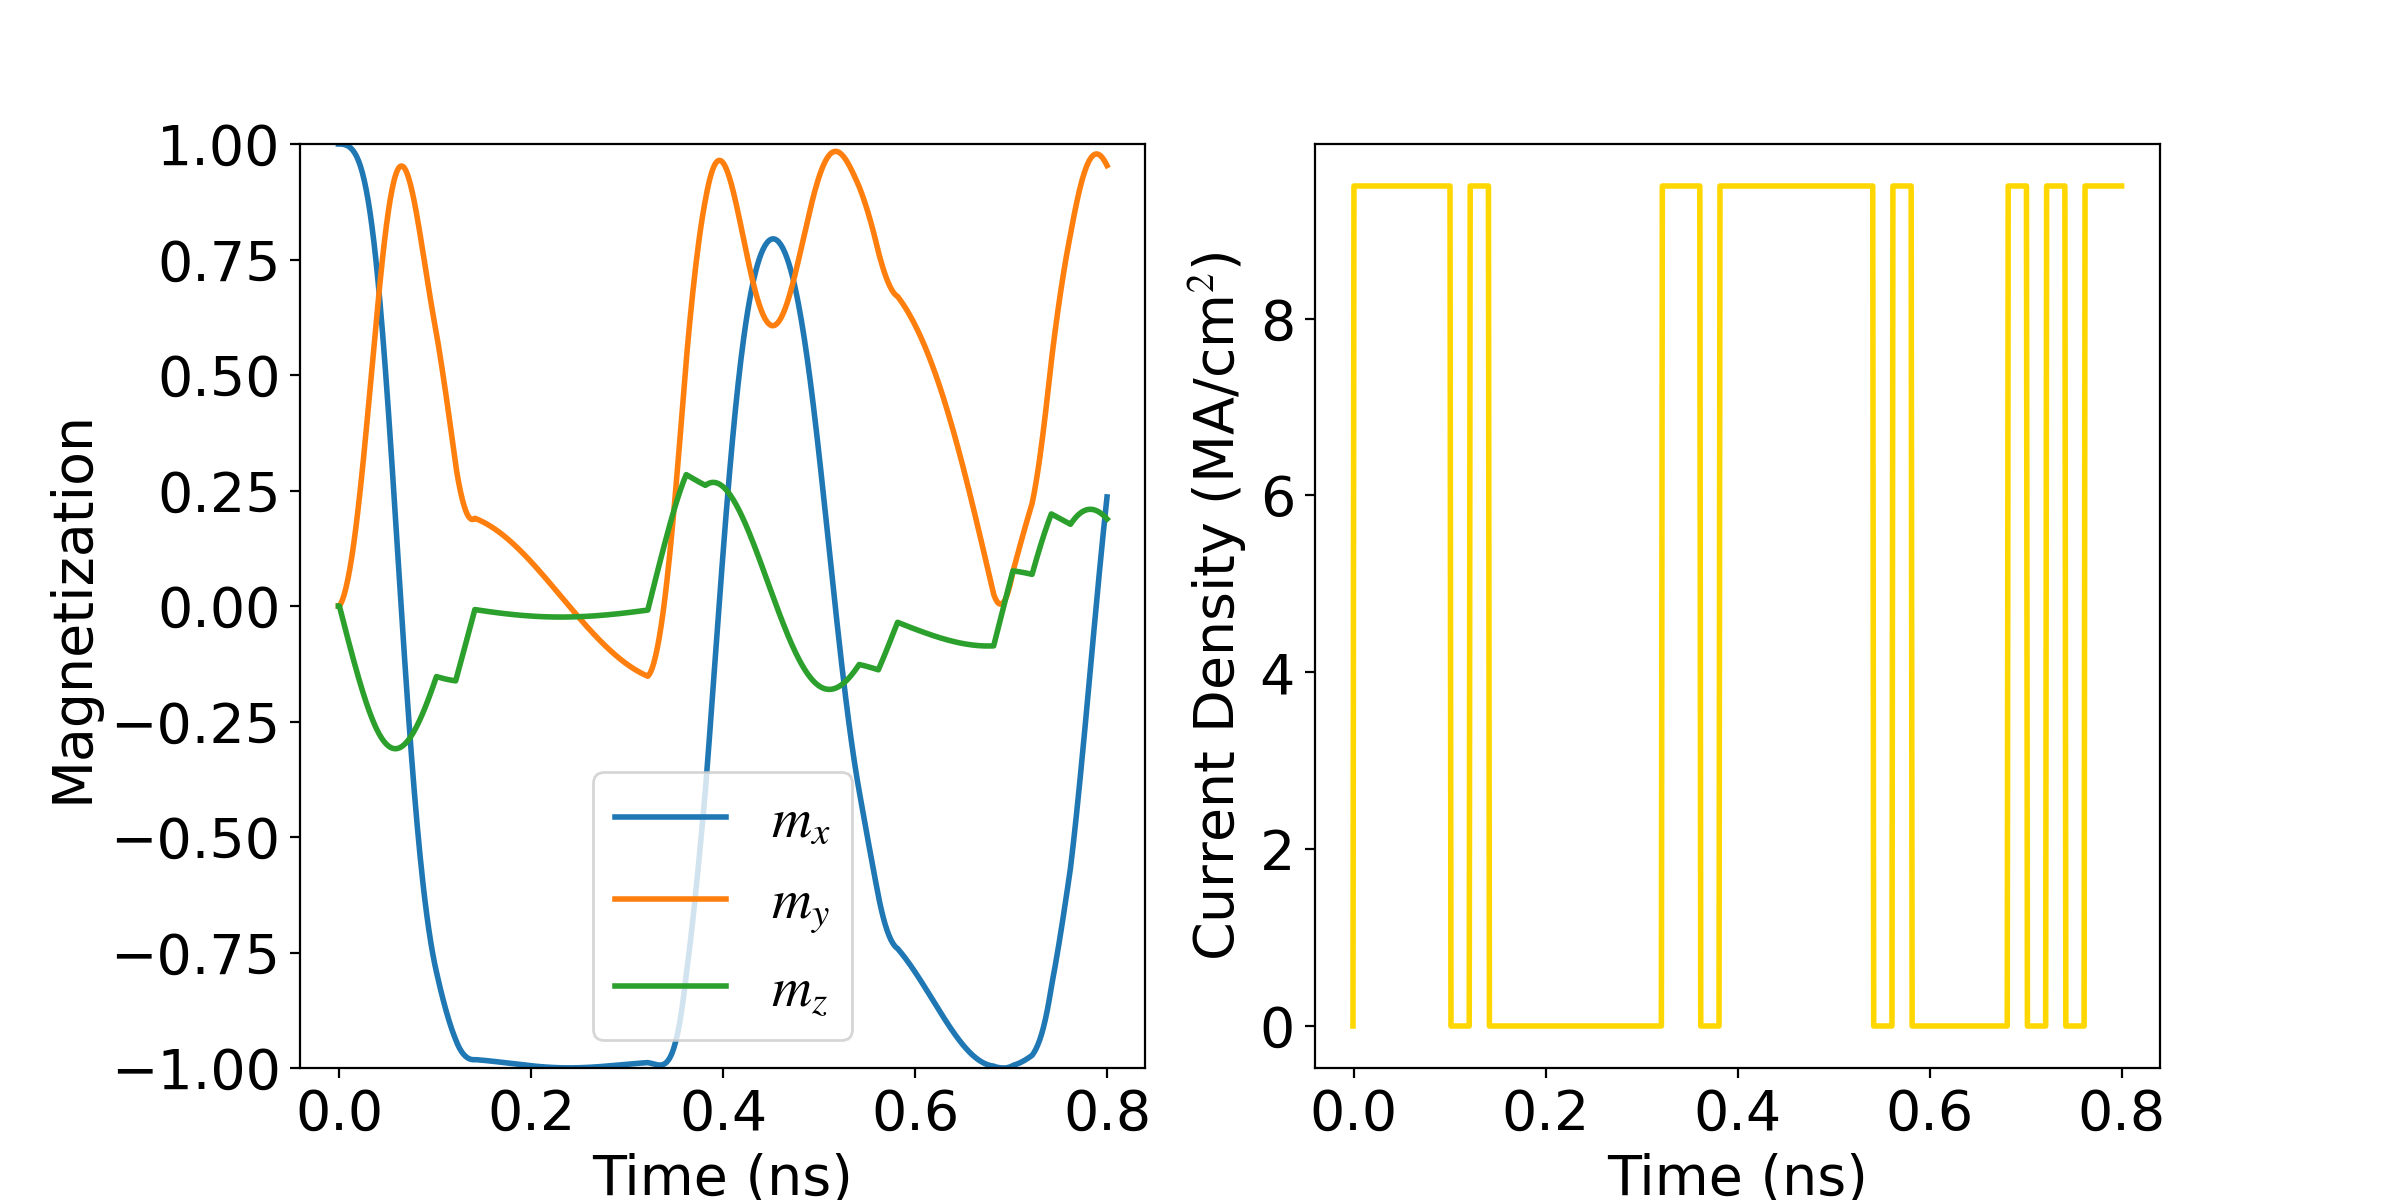 Magnetization
1.00
0.75
0.50
0.25
0.00
−0.25
−0.50
−0.75
−1.00
0.0 0.2 0.4 0.6 0.8
Time (ns)
m_x
m_y
m_z
Current Density (MA/cm²)
8
6
4
2
0
0.0 0.2 0.4 0.6 0.8
Time (ns)